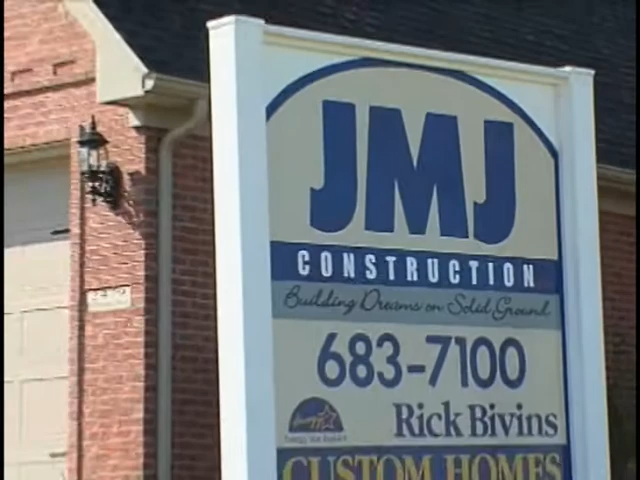 JMJ
CONSTRUCTION
Building Dreams on Solid Ground
683-7100
Rick Bivins
CUSTOM HOMES